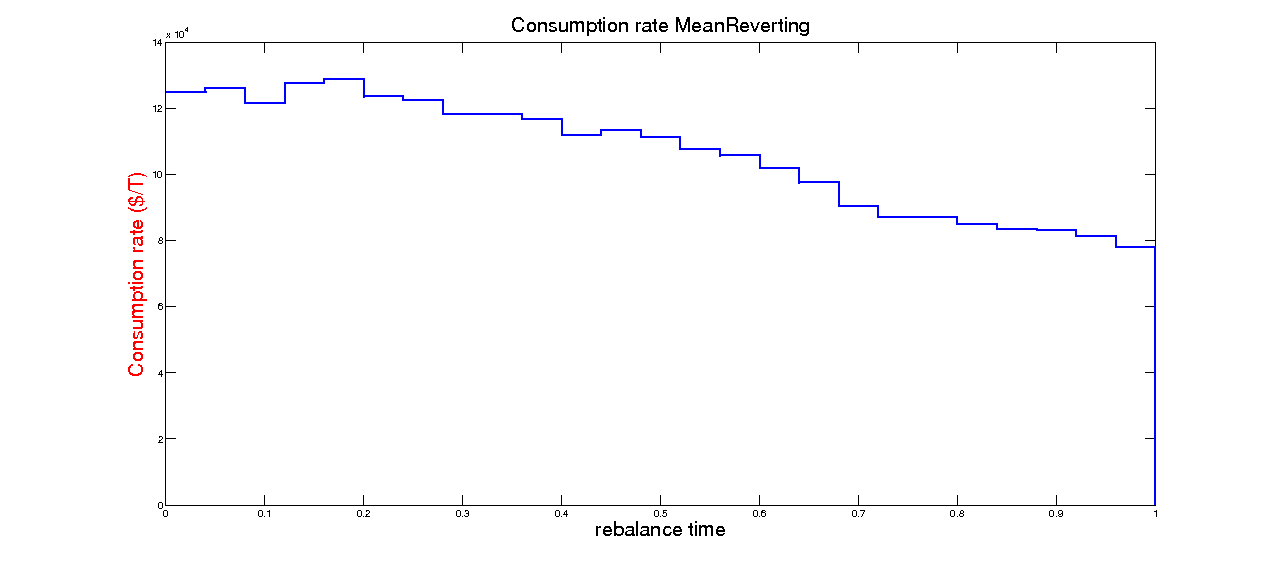 Consumption rate MeanReverting
x 10^4
14
12
10
8
6
4
2
0
Consumption rate ($/T)
0 0.1 0.2 0.3 0.4 0.5 0.6 0.7 0.8 0.9 1
rebalance time